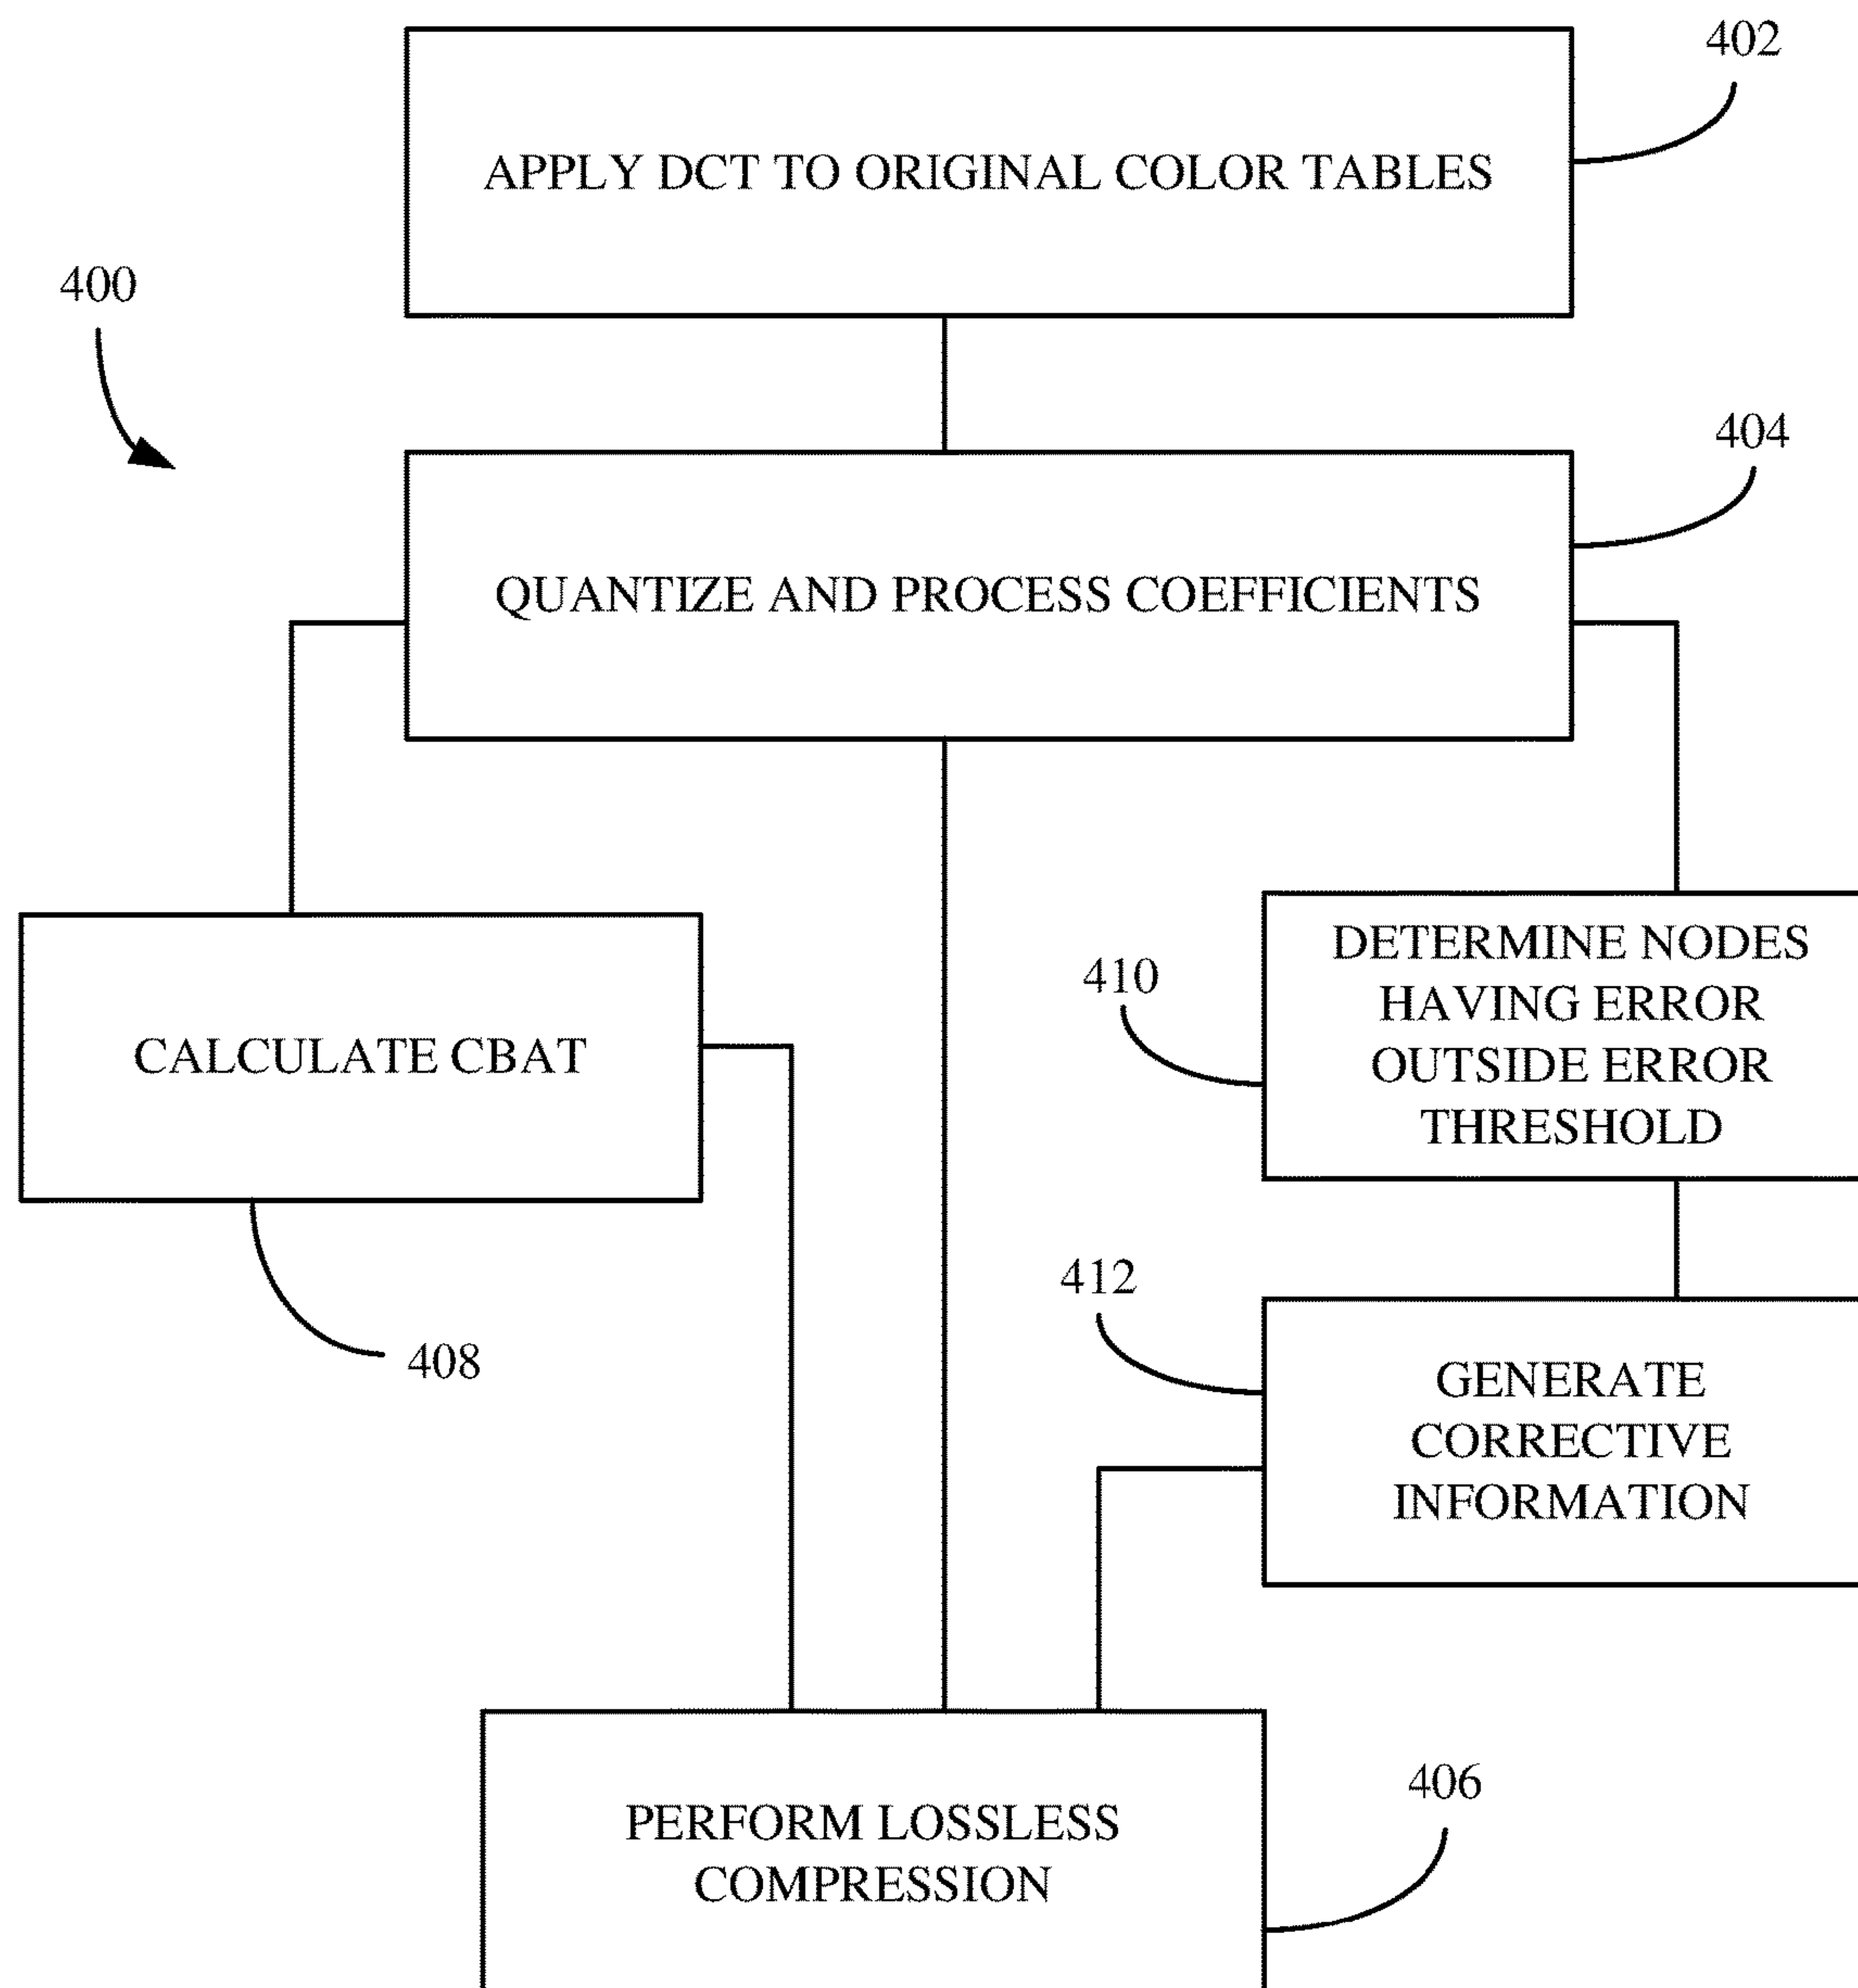 402
APPLY DCT TO ORIGINAL COLOR TABLES
400
404
QUANTIZE AND PROCESS COEFFICIENTS
DETERMINE NODES
HAVING ERROR
OUTSIDE ERROR
THRESHOLD
410
CALCULATE CBAT
412
408
GENERATE
CORRECTIVE
INFORMATION
406
PERFORM LOSSLESS
COMPRESSION